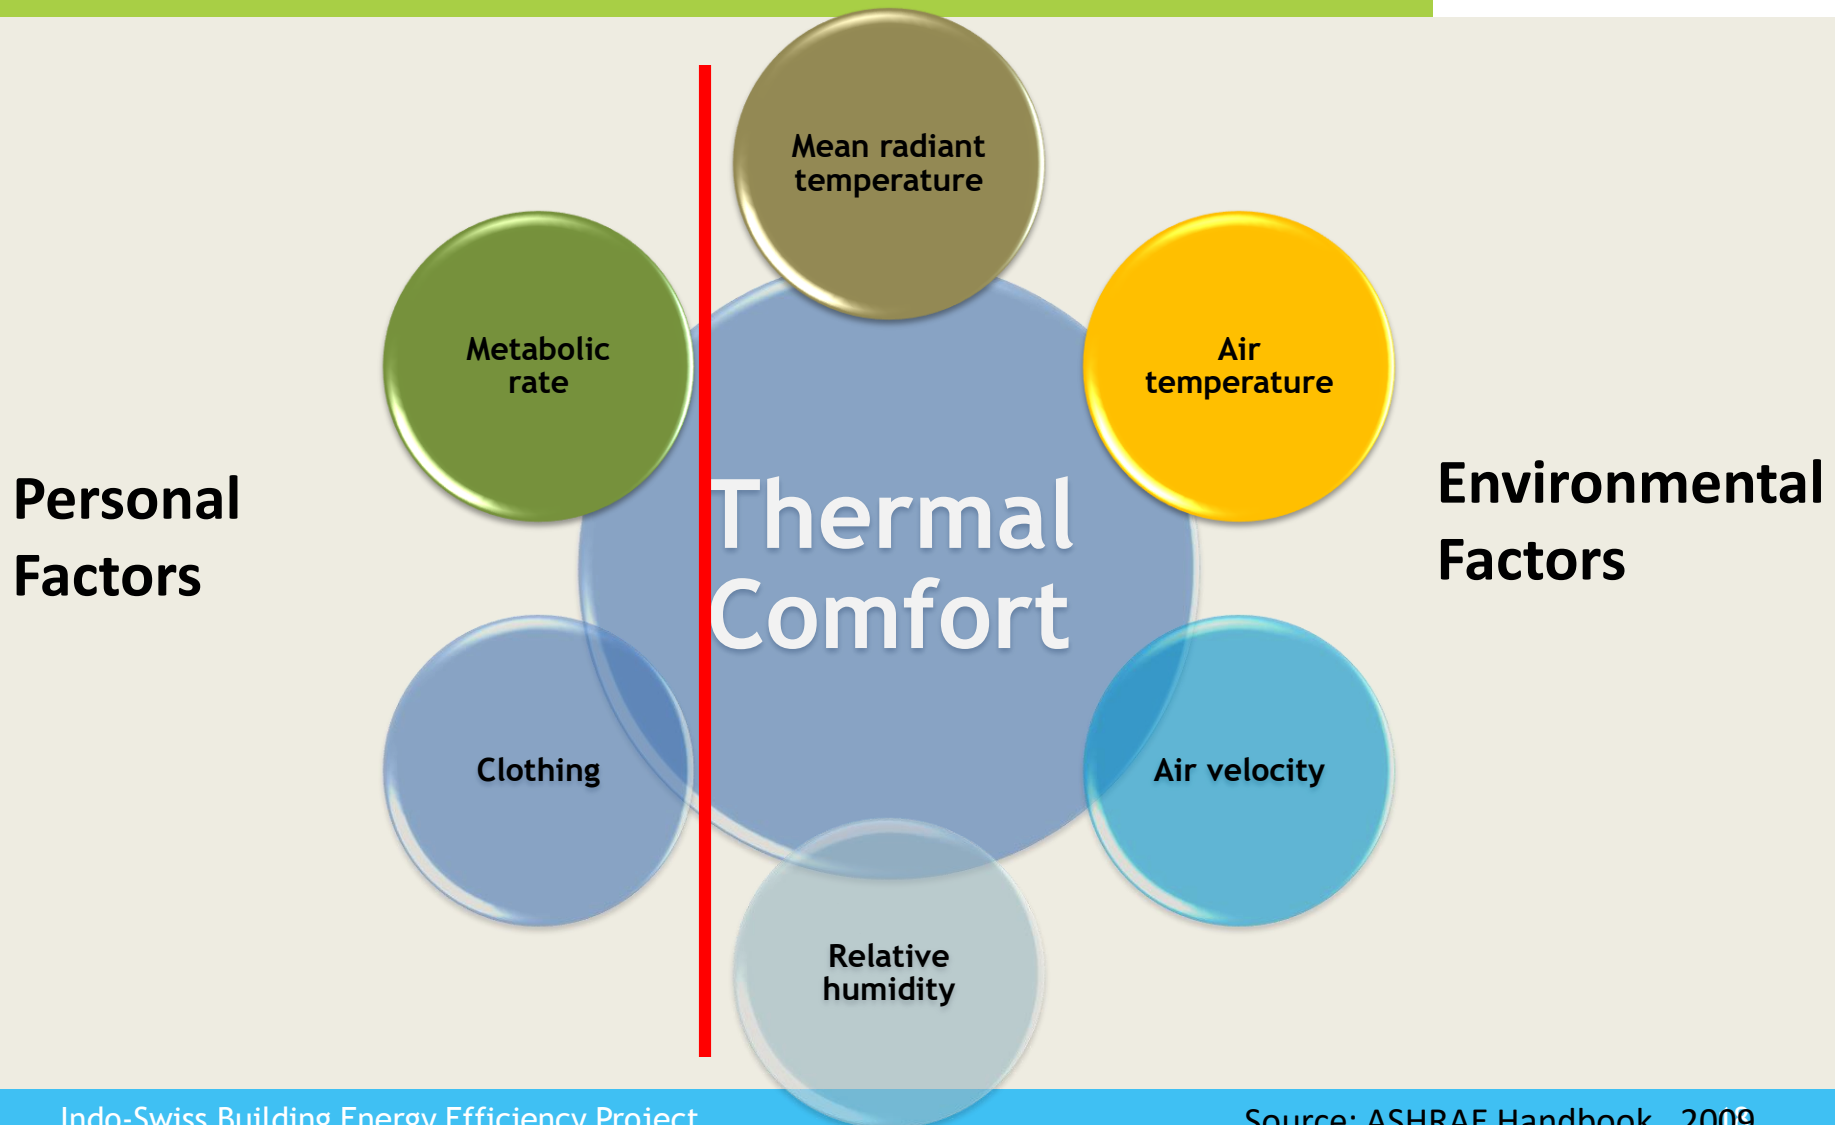 Mean radiant
temperature
Metabolic
rate
Air
temperature
Personal
Factors
Thermal
Comfort
Environmental
Factors
Clothing
Air velocity
Relative
humidity
Indo-Swiss Building Energy Efficiency Project
Source: ASHRAE Handbook, 2009